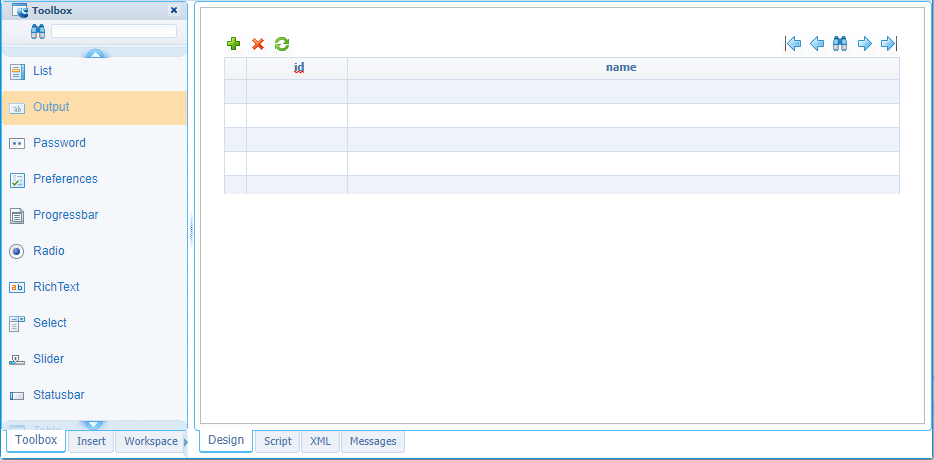 Toolbox
List
Output
Password
Preferences
Progressbar
Radio
RichText
Select
Slider
Statusbar
Table
Toolbox Insert Workspace
id name
Design Script XML Messages